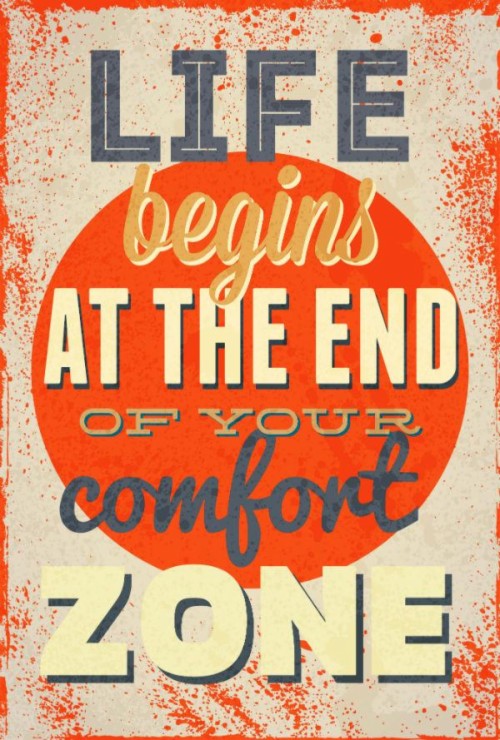 LIFE
begins
AT THE END
OF YOUR
comfort
ZONE